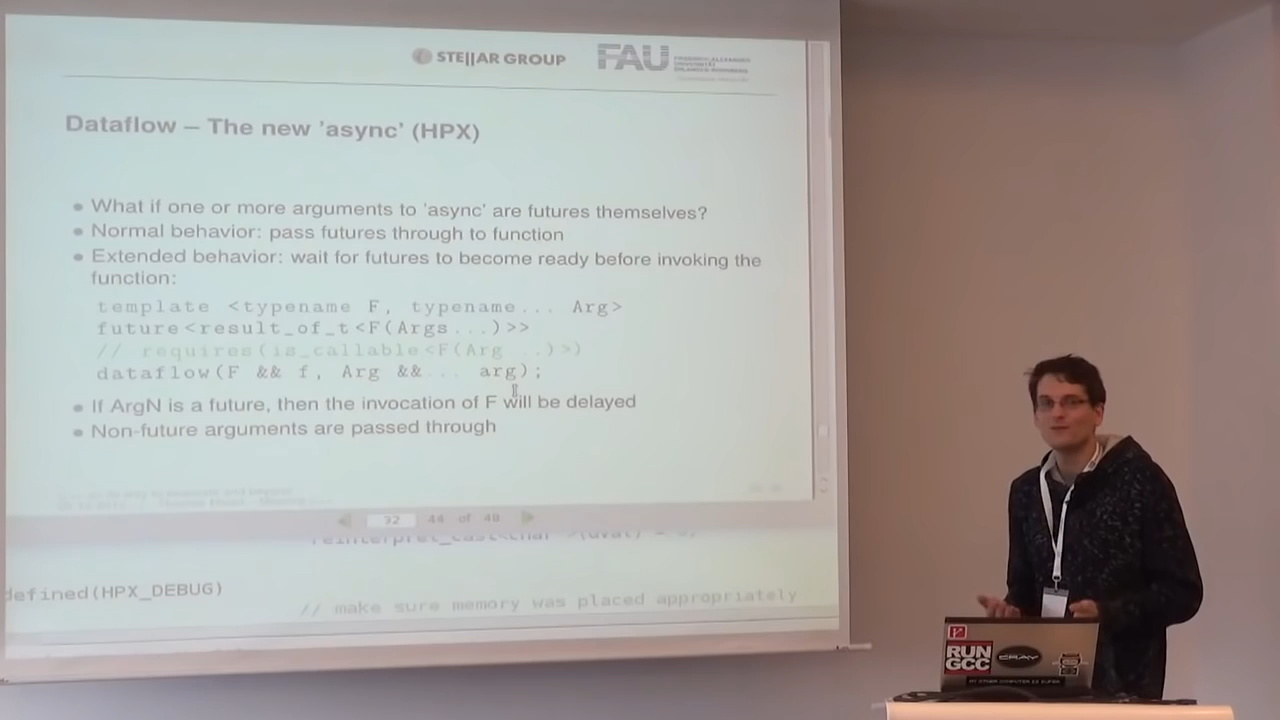 STE||AR GROUP
FAU
Dataflow – The new 'async' (HPX)
• What if one or more arguments to 'async' are futures themselves?
• Normal behavior: pass futures through to function
• Extended behavior: wait for futures to become ready before invoking the
function:
template <typename F, typename... Arg>
future<result_of_t<F(Args...)>>
// requires(is_callable<F(Arg...)>)
dataflow(F && f, Arg &&... arg);
• If ArgN is a future, then the invocation of F will be delayed
• Non-future arguments are passed through
32 44 of 48
defined(HPX_DEBUG)
// make sure memory was placed appropriately
RUN
GCC
CRAY